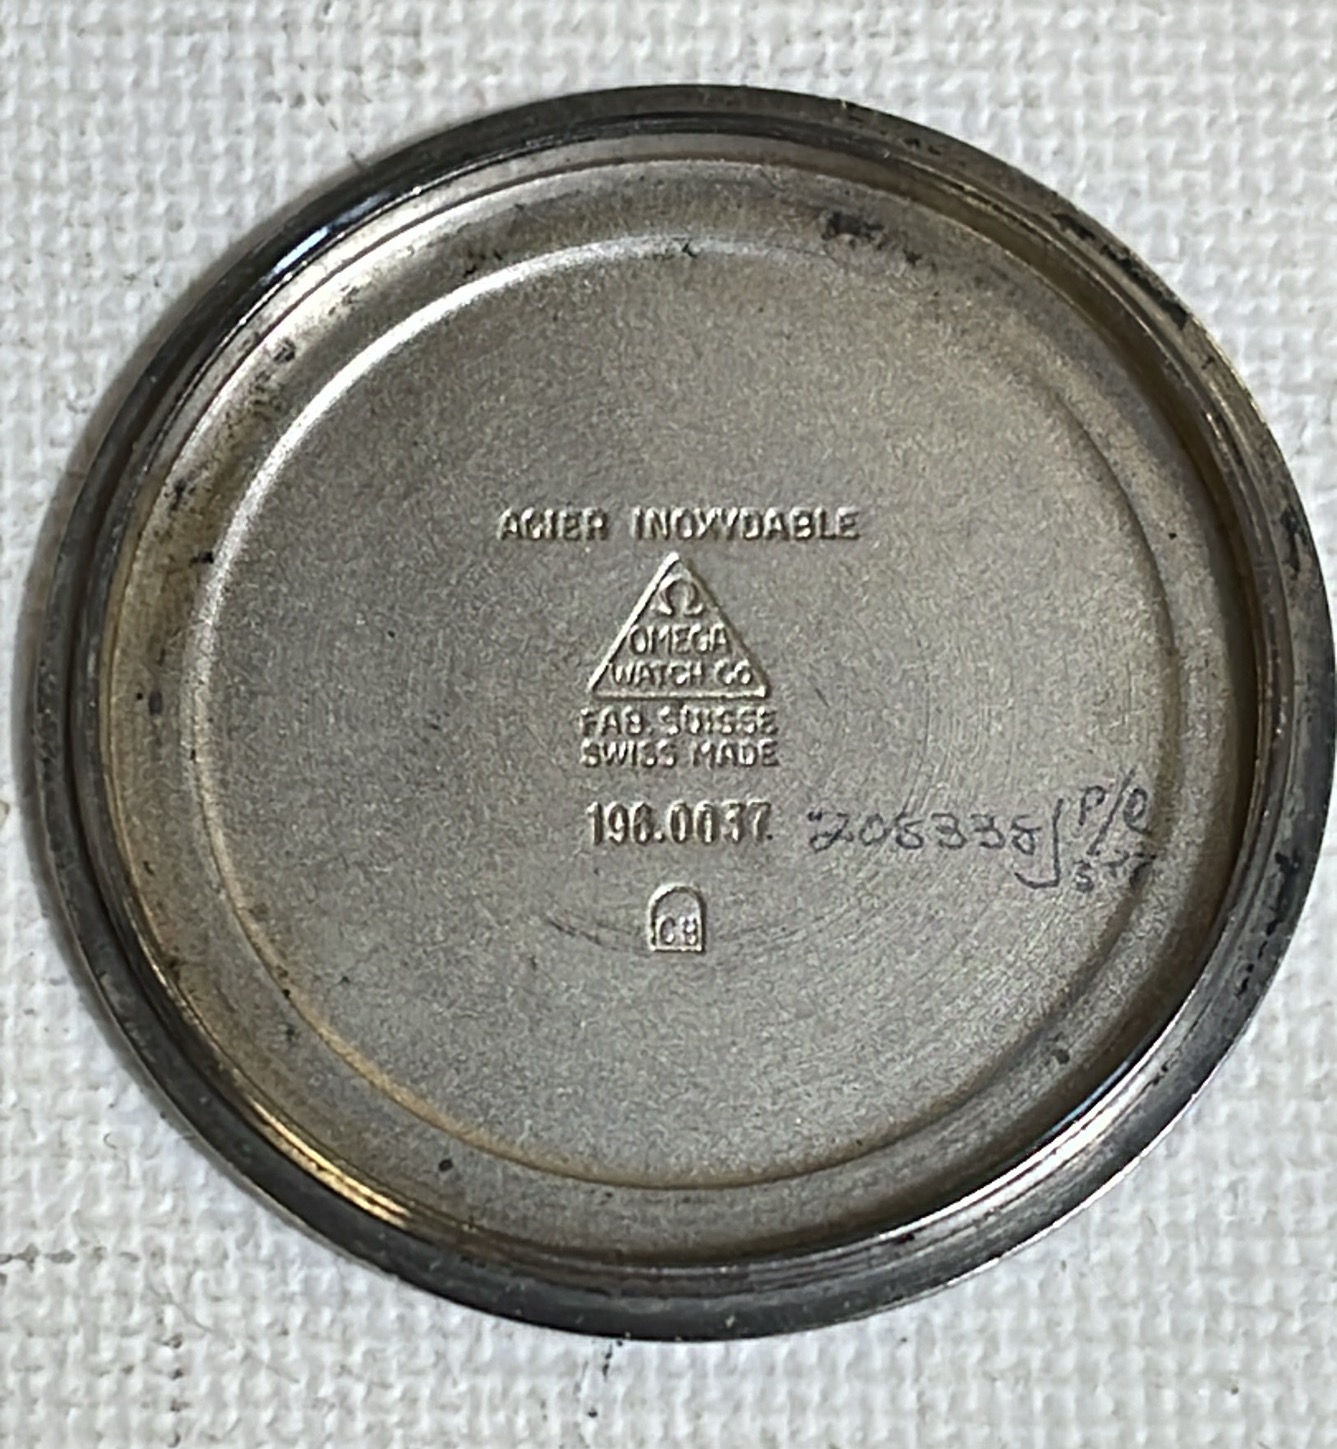 ACIER INOXYDABLE
Ω
OMEGA
WATCH CO
FAB. SUISSE
SWISS MADE
196.0037
CB